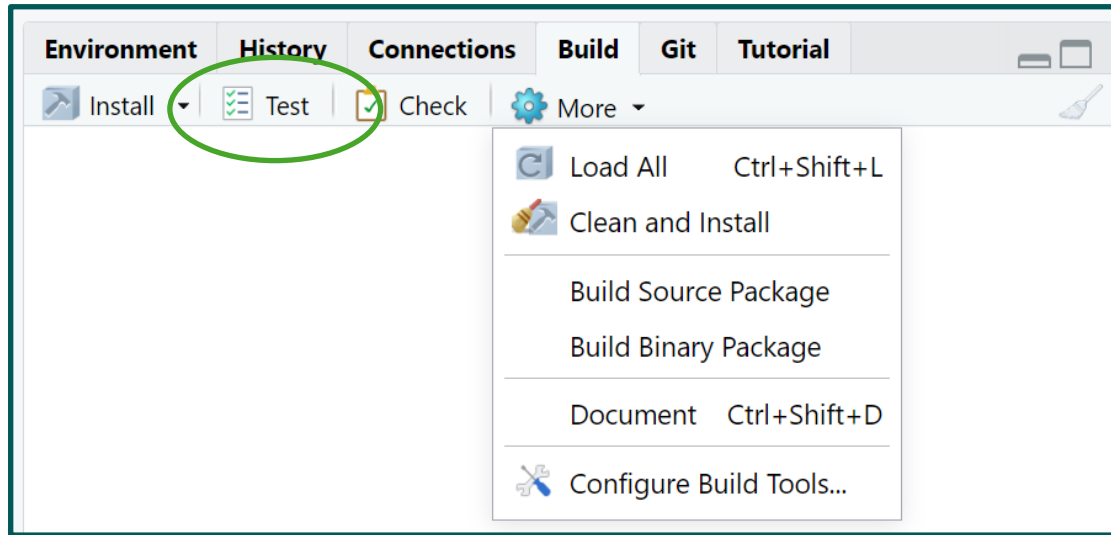 Environment History Connections Build Git Tutorial
Install Test Check More
Load All Ctrl+Shift+L
Clean and Install
Build Source Package
Build Binary Package
Document Ctrl+Shift+D
Configure Build Tools...